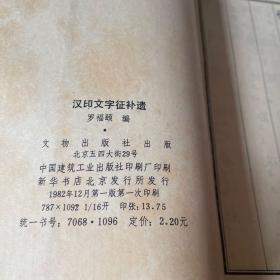 汉印文字征补遗
罗福颐 编
文物出版社出版
北京五四大街29号
中国建筑工业出版社印刷厂印刷
新华书店北京发行所发行
1982年12月第一版第一次印刷
787×1092 1/16开 印张:13.75
统一书号:7068·1096 定价:2.20元